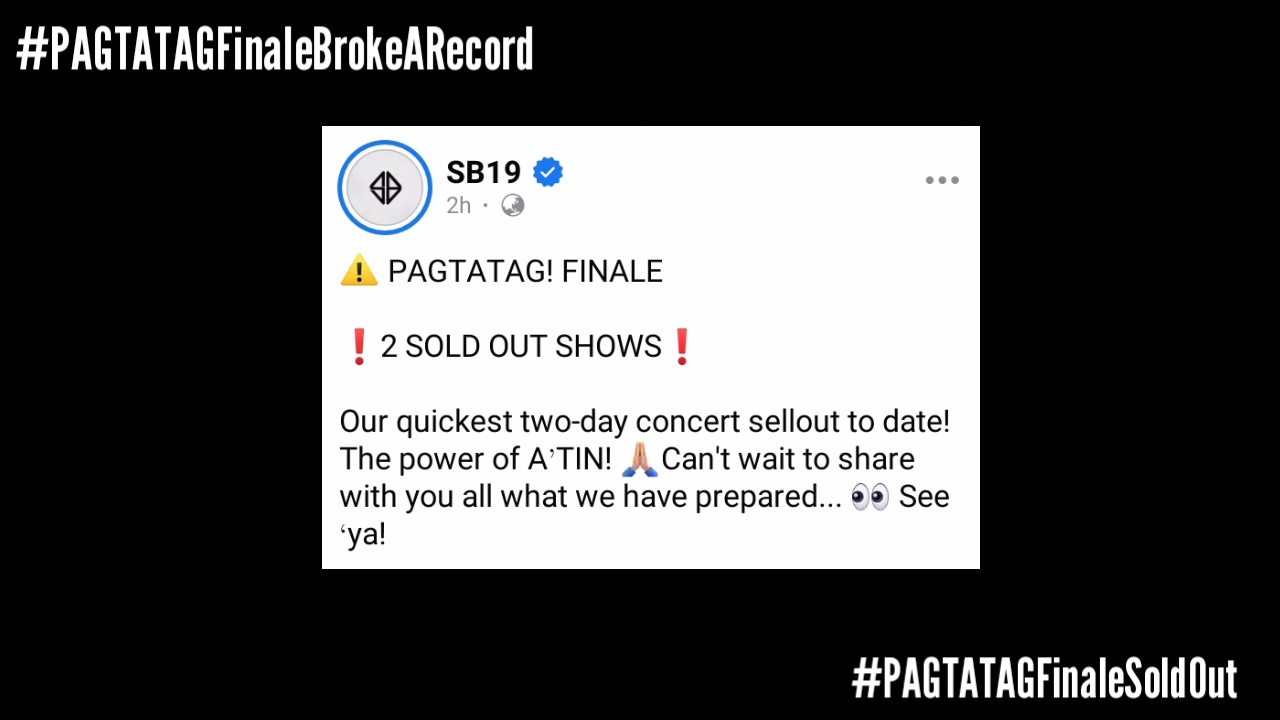 #PAGTATAGFinaleBrokeARecord
SB19
2h ·
⚠️ PAGTATAG! FINALE
❗2 SOLD OUT SHOWS❗
Our quickest two-day concert sellout to date!
The power of A’TIN! 🙏🏼Can't wait to share
with you all what we have prepared... 👀 See
‘ya!
#PAGTATAGFinaleSoldOut